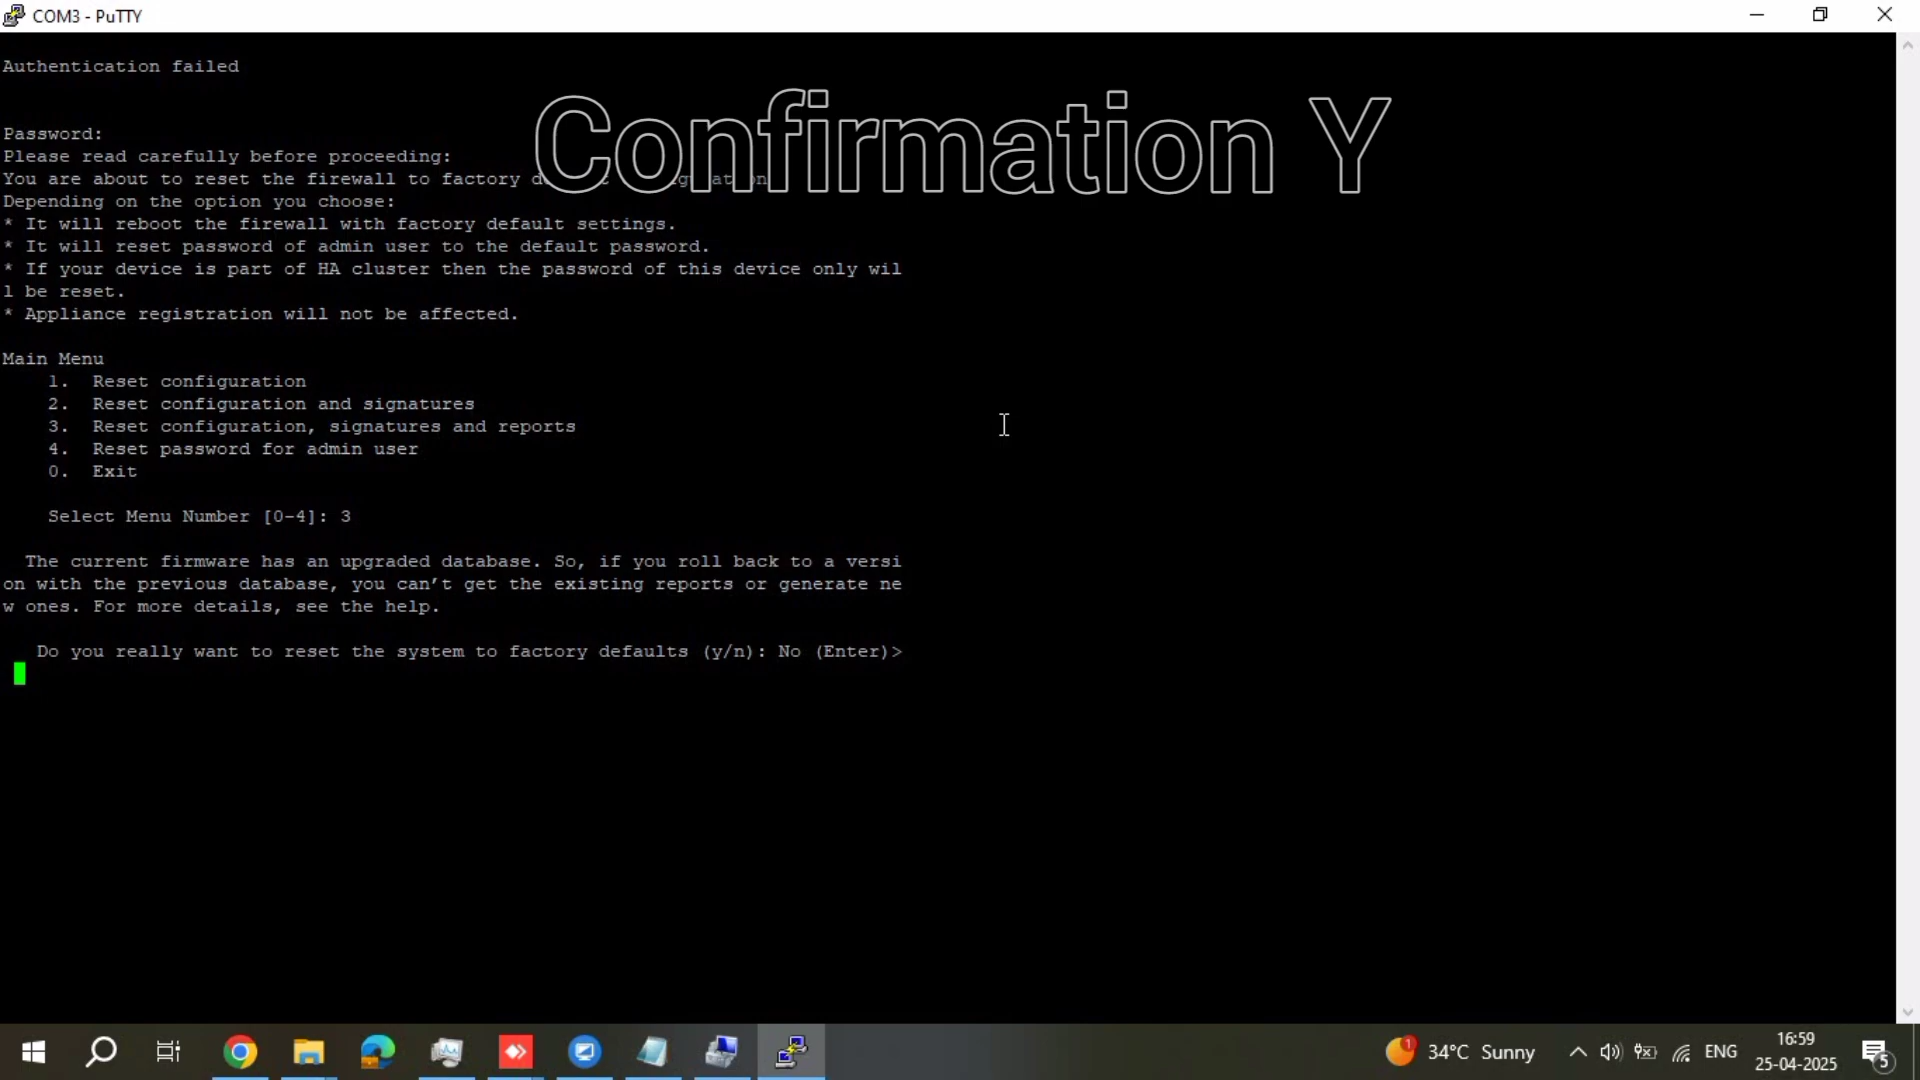 COM3 - PuTTY
Authentication failed
Confirmation Y
Password:
Please read carefully before proceeding:
You are about to reset the firewall to factory
Depending on the option you choose:
* It will reboot the firewall with factory default settings.
* It will reset password of admin user to the default password.
* If your device is part of HA cluster then the password of this device only wil
l be reset.
* Appliance registration will not be affected.
Main Menu
1. Reset configuration
2. Reset configuration and signatures
3. Reset configuration, signatures and reports
4. Reset password for admin user
0. Exit
Select Menu Number [0-4]: 3
The current firmware has an upgraded database. So, if you roll back to a versi
on with the previous database, you can't get the existing reports or generate ne
w ones. For more details, see the help.
Do you really want to reset the system to factory defaults (y/n): No (Enter)>
1
34°C Sunny
ENG
16:59
25-04-2025
5